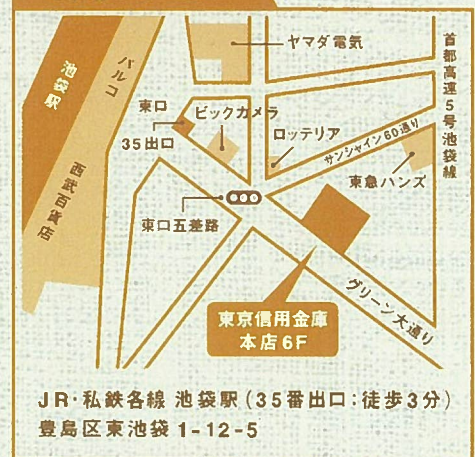 ヤマダ電気
首都高速5号池袋線
パルコ
池袋駅
東口
ビックカメラ
35出口
ロッテリア
サンシャイン60通り
東急ハンズ
西武百貨店
東口五差路
グリーン大通り
東京信用金庫
本店6F
JR・私鉄各線 池袋駅(35番出口:徒歩3分)
豊島区東池袋1-12-5